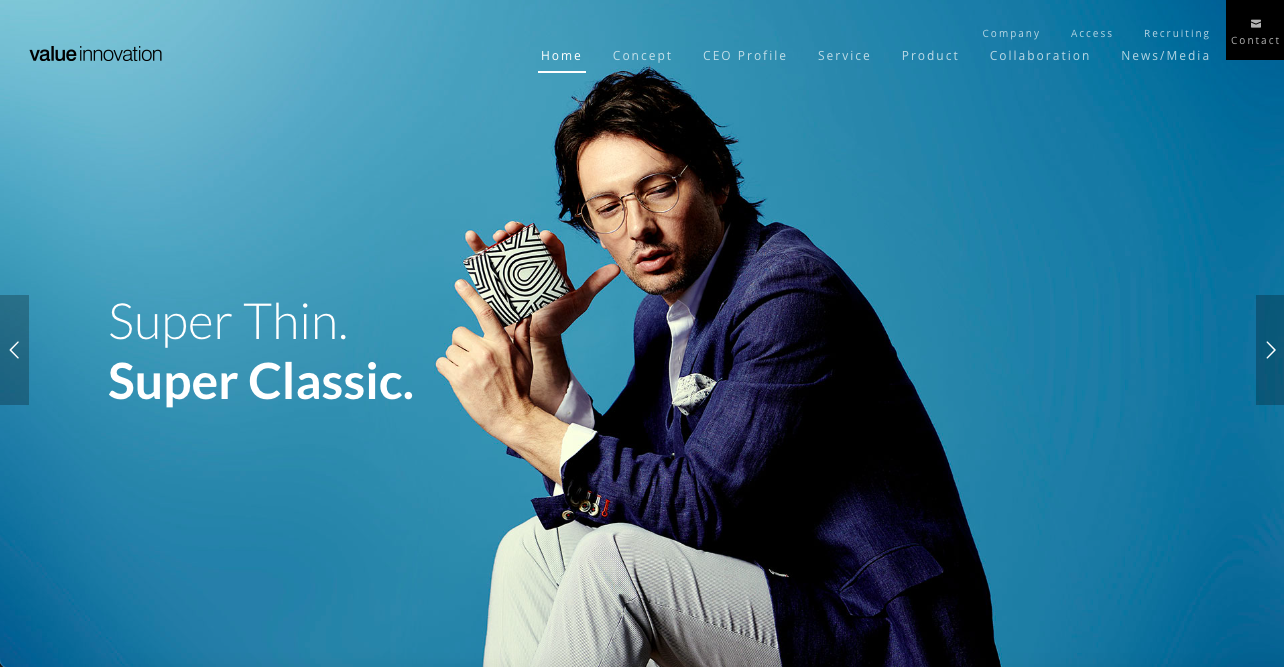 Company Access Recruiting
Contact
value innovation
Home Concept CEO Profile Service Product Collaboration News/Media
Super Thin.
Super Classic.